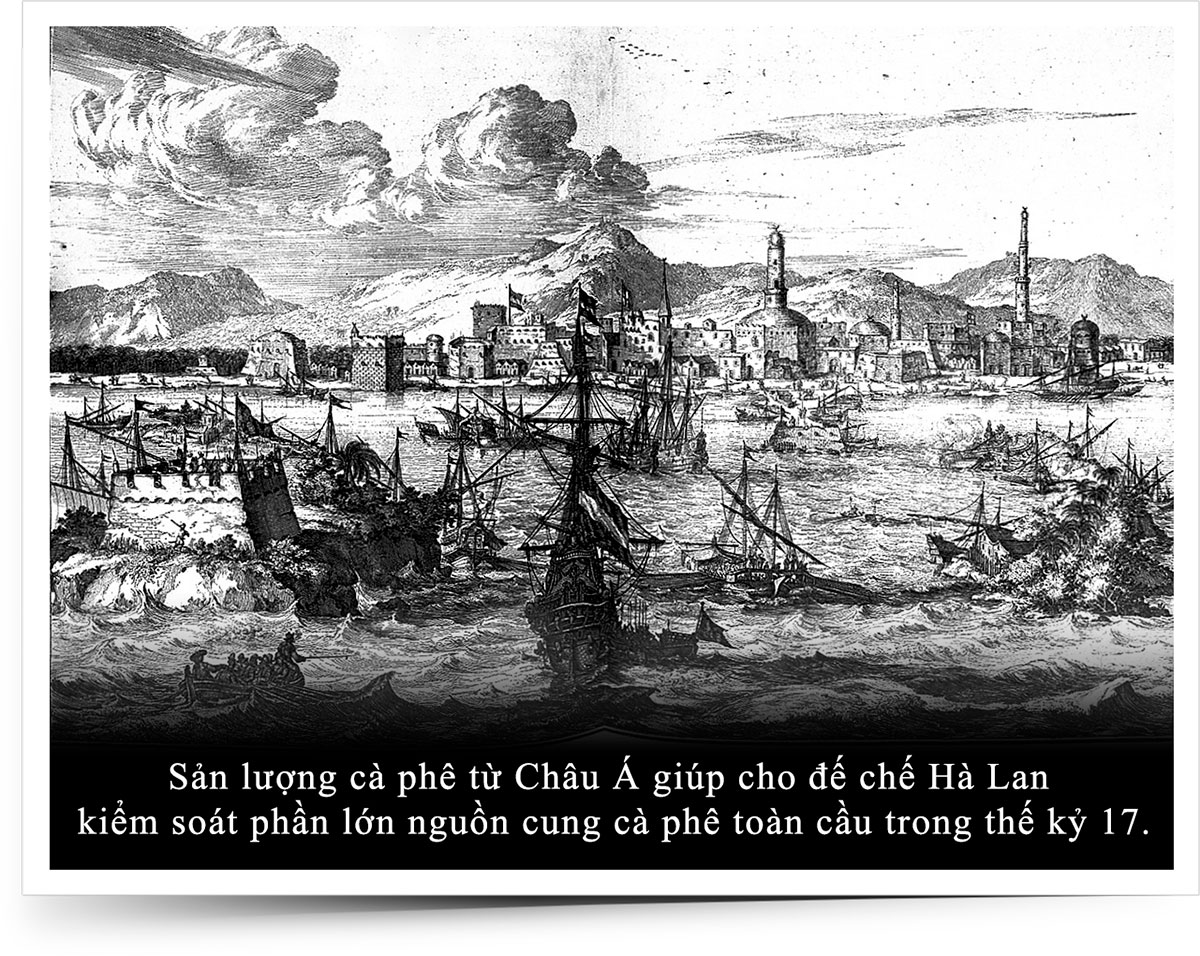 Sản lượng cà phê từ Châu Á giúp cho đế chế Hà Lan
kiểm soát phần lớn nguồn cung cà phê toàn cầu trong thế kỷ 17.